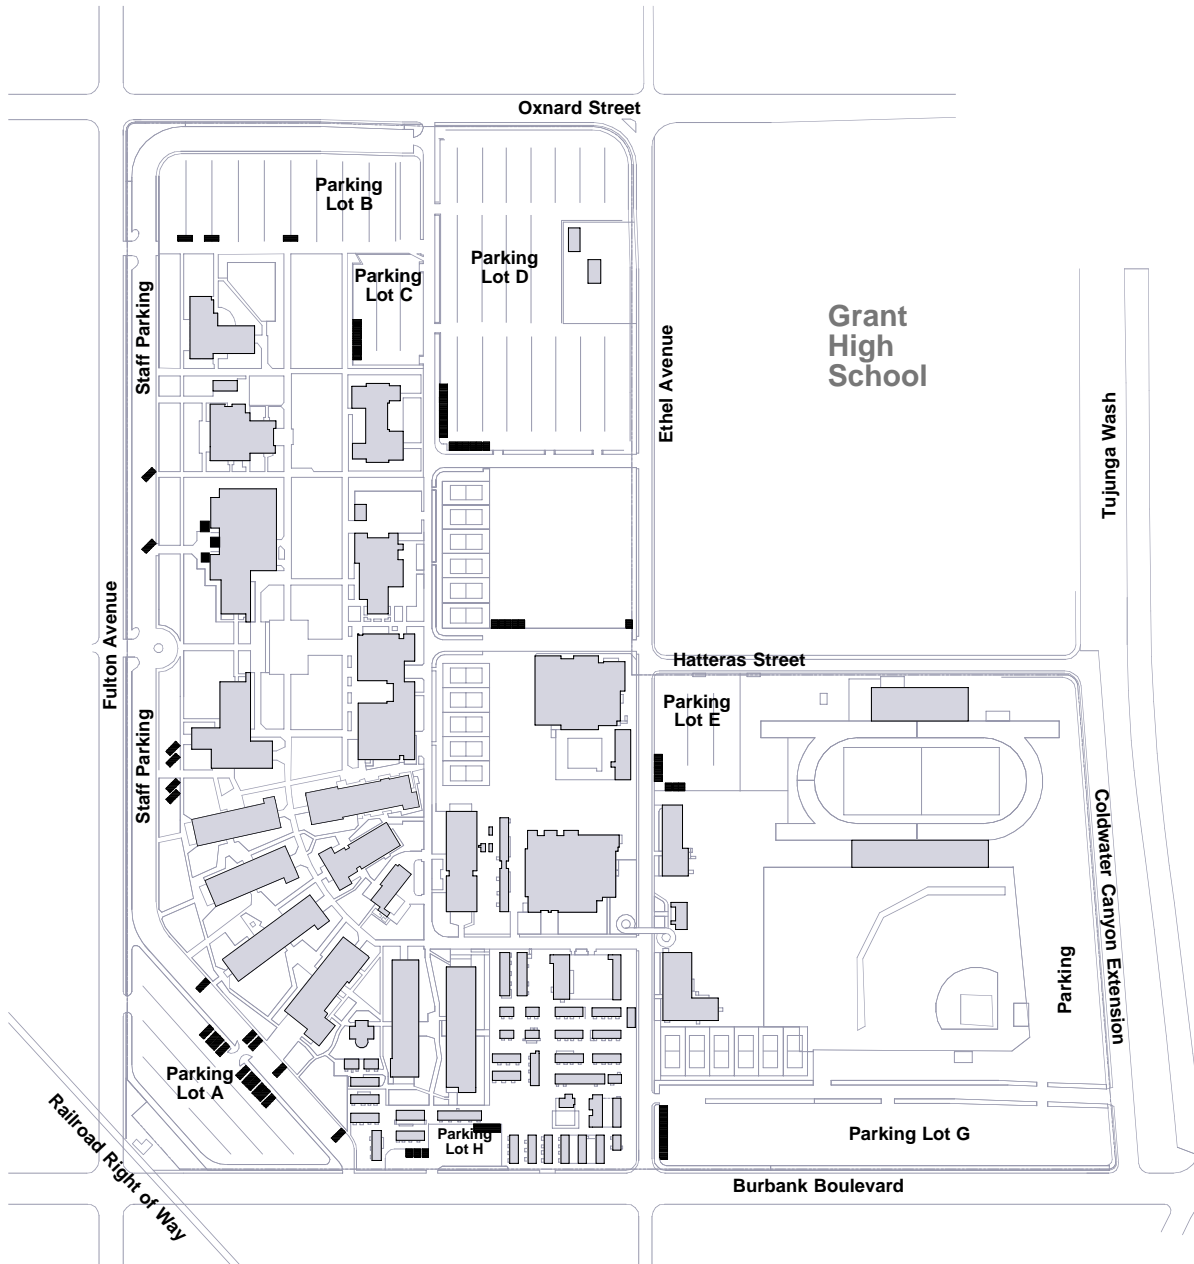 Oxnard Street
Parking
Lot B
Parking
Lot D
Parking
Lot C
Staff Parking
Grant
High
School
Ethel Avenue
Tujunga Wash
Fulton Avenue
Hatteras Street
Parking
Lot E
Staff Parking
Coldwater Canyon Extension
Parking
Parking
Lot A
Railroad Right of Way
Parking
Lot H
Parking Lot G
Burbank Boulevard